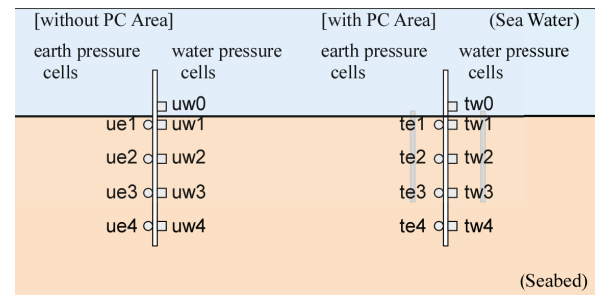 [without PC Area] [with PC Area] (Sea Water)
earth pressure cells water pressure cells earth pressure cells water pressure cells
uw0 tw0
ue1 uw1 te1 tw1
ue2 uw2 te2 tw2
ue3 uw3 te3 tw3
ue4 uw4 te4 tw4
(Seabed)